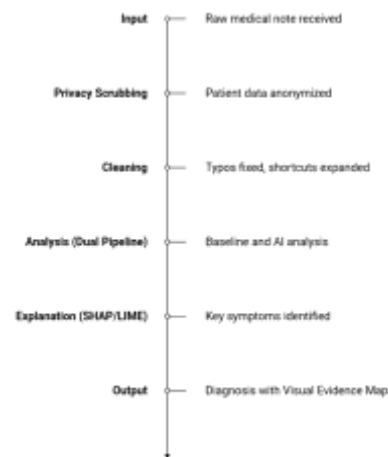 Input
Raw medical note received
Privacy Scrubbing
Patient data anonymized
Cleaning
Typos fixed, shortcuts expanded
Analysis (Dual Pipeline)
Baseline and AI analysis
Explanation (SHAP/LIME)
Key symptoms identified
Output
Diagnosis with Visual Evidence Map